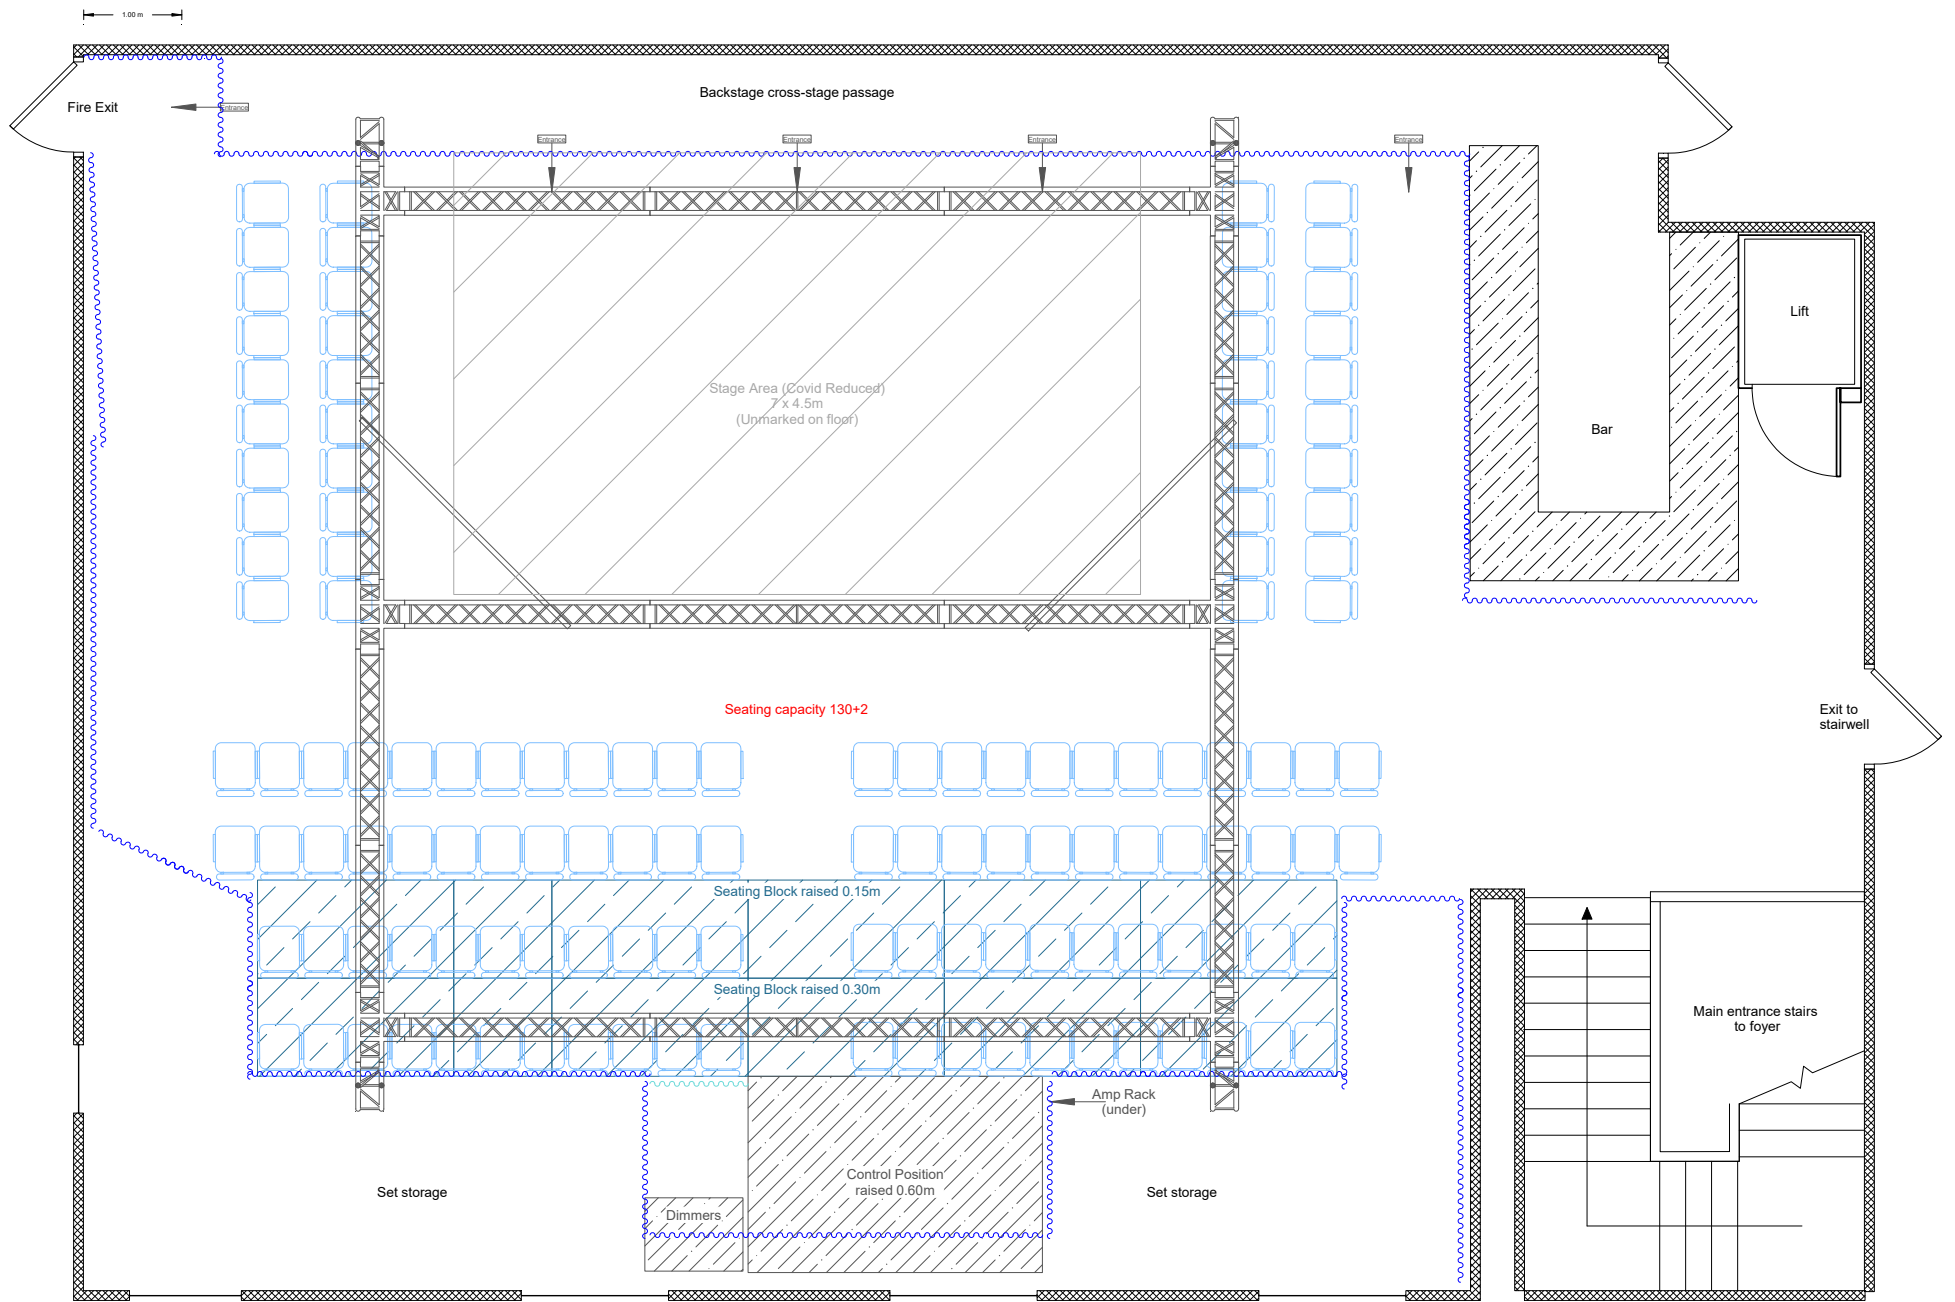 1.00 m
Backstage cross-stage passage
Fire Exit
Entrance
Entrance
Entrance
Entrance
Entrance
Lift
Stage Area (Covid Reduced)
7 x 4.5m
(Unmarked on floor)
Bar
Seating capacity 130+2
Exit to
stairwell
Seating Block raised 0.15m
Seating Block raised 0.30m
Main entrance stairs
to foyer
Amp Rack
(under)
Control Position
raised 0.60m
Set storage
Set storage
Dimmers